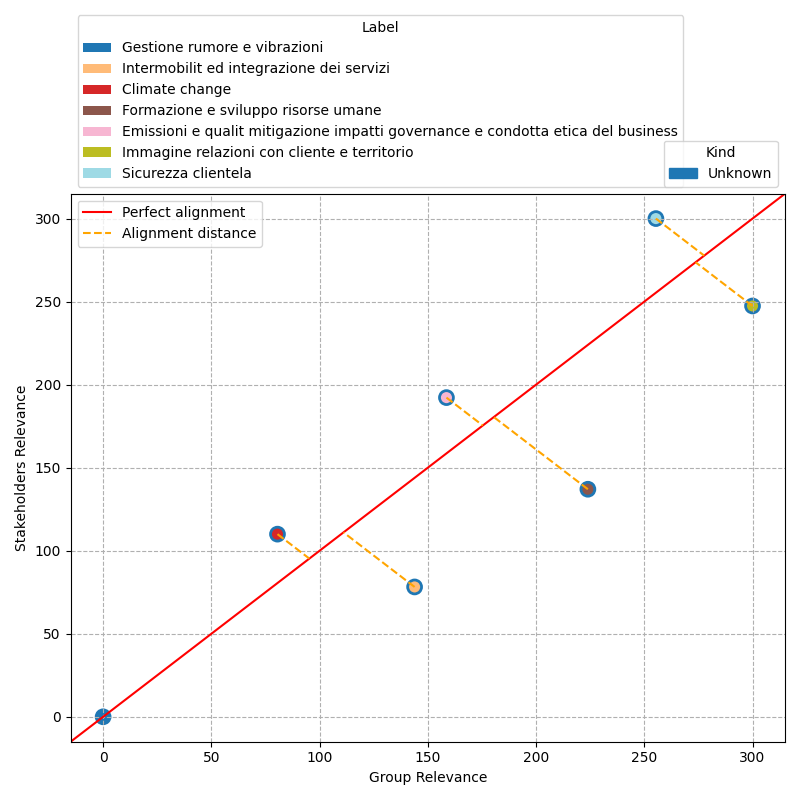 Label
Gestione rumore e vibrazioni
Intermobilit ed integrazione dei servizi
Climate change
Formazione e sviluppo risorse umane
Emissioni e qualit mitigazione impatti governance e condotta etica del business
Immagine relazioni con cliente e territorio
Sicurezza clientela
Kind
Unknown
Perfect alignment
Alignment distance
300
250
200
150
100
50
0
Stakeholders Relevance
0 50 100 150 200 250 300
Group Relevance